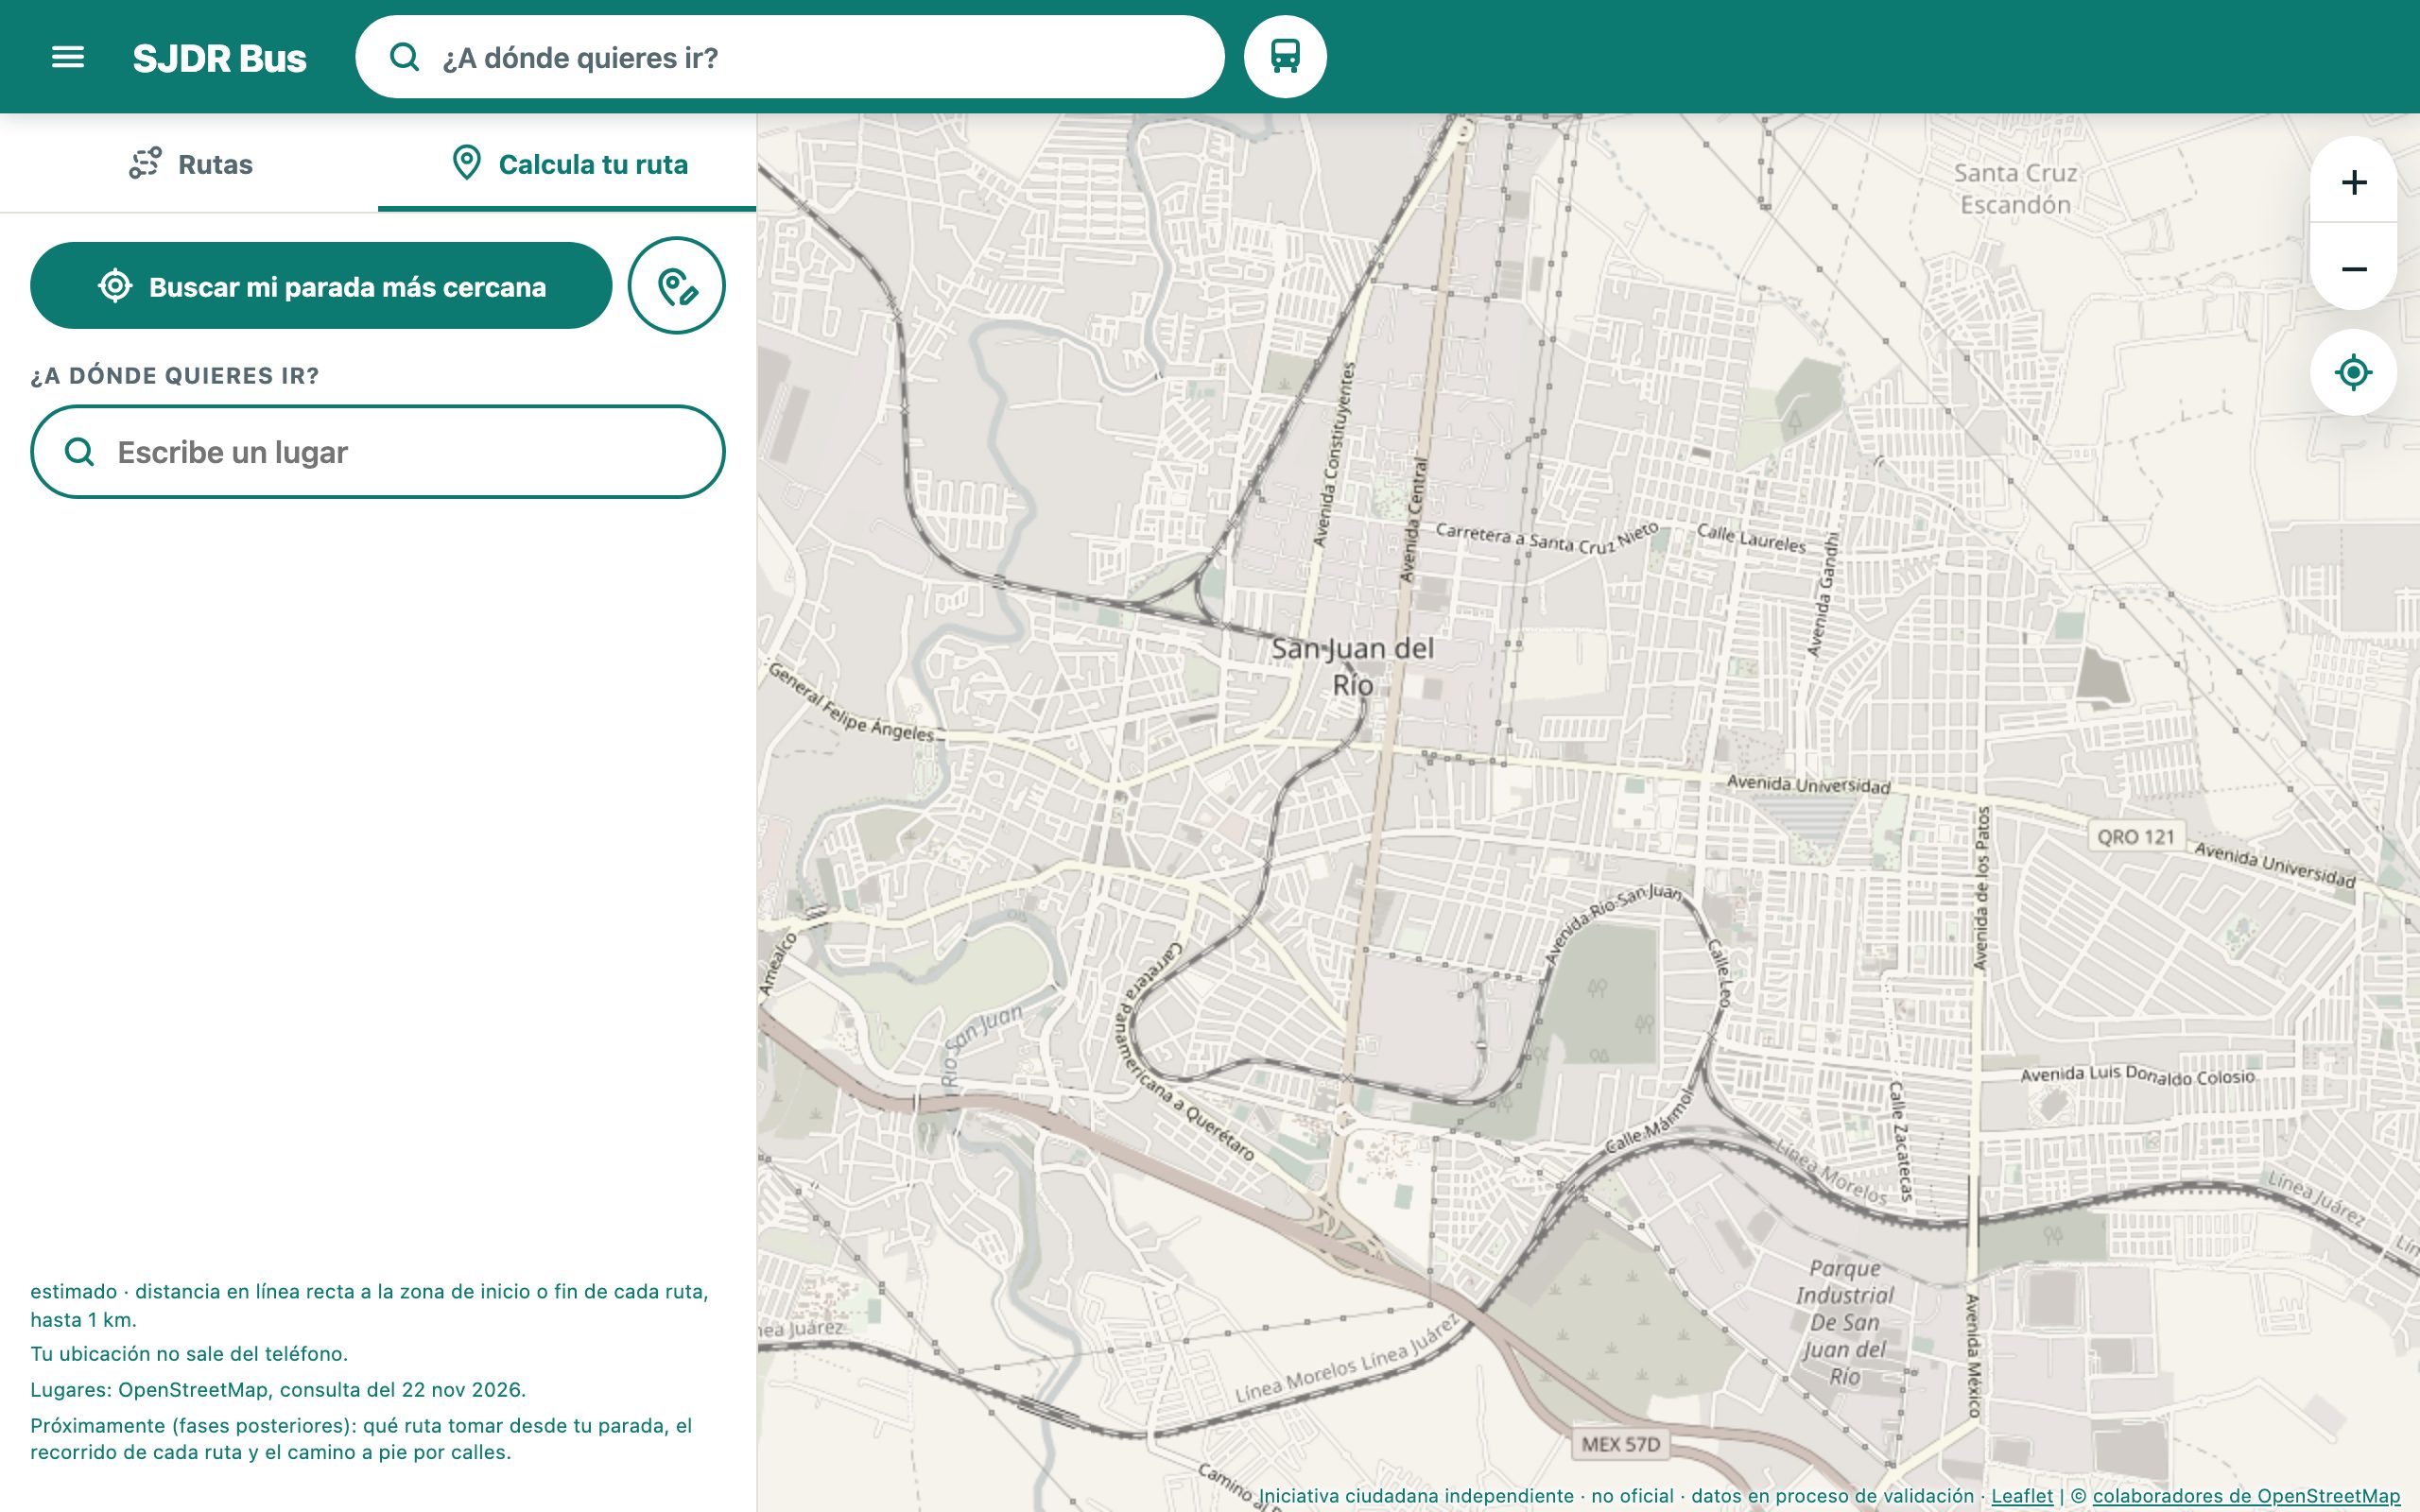 SJDR Bus
¿A dónde quieres ir?
Rutas
Calcula tu ruta
Buscar mi parada más cercana
¿A DÓNDE QUIERES IR?
Escribe un lugar
estimado · distancia en línea recta a la zona de inicio o fin de cada ruta,
hasta 1 km.
Tu ubicación no sale del teléfono.
Lugares: OpenStreetMap, consulta del 22 nov 2026.
Próximamente (fases posteriores): qué ruta tomar desde tu parada, el
recorrido de cada ruta y el camino a pie por calles.
+
−
Santa Cruz
Escandón
Avenida Constituyentes
Avenida Central
Carretera a Santa Cruz Nieto
Calle Laureles
Avenida Gandhi
San Juan del
Río
General Felipe Ángeles
Avenida Universidad
QRO 121
Avenida Universidad
Avenida de los Patos
Avenida Río San Juan
Calle Leo
Amealco
Carretera Panamericana a Querétaro
Río San Juan
Avenida Luis Donaldo Colosio
Calle Zacatecas
Calle Mármol
Línea Morelos
Línea Juárez
Lín
Parque
Industrial
De San
Juan del
Río
Avenida México
nea Juárez
Línea Morelos Línea Juárez
MEX 57D
Camino al
Iniciativa ciudadana independiente · no oficial · datos en proceso de validación · Leaflet | © colaboradores de OpenStreetMap